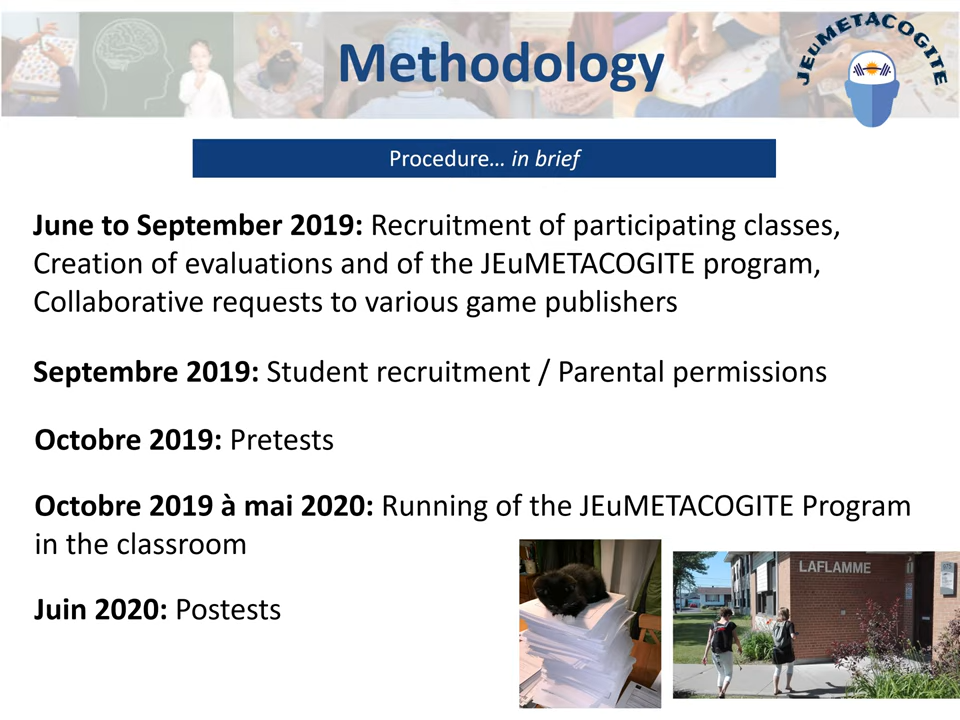 Methodology
JEuMETACOGITE
Procedure… in brief
June to September 2019: Recruitment of participating classes,
Creation of evaluations and of the JEuMETACOGITE program,
Collaborative requests to various game publishers
Septembre 2019: Student recruitment / Parental permissions
Octobre 2019: Pretests
Octobre 2019 à mai 2020: Running of the JEuMETACOGITE Program
in the classroom
Juin 2020: Postests
LAFLAMME